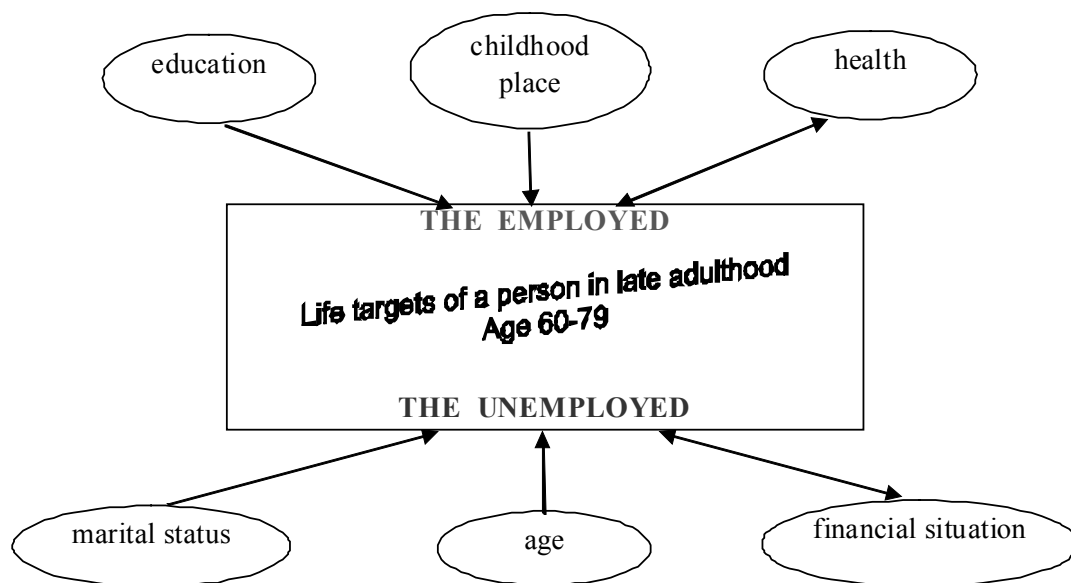 education
childhood
place
health
THE EMPLOYED
Life targets of a person in late adulthood
Age 60-79
THE UNEMPLOYED
marital status
age
financial situation